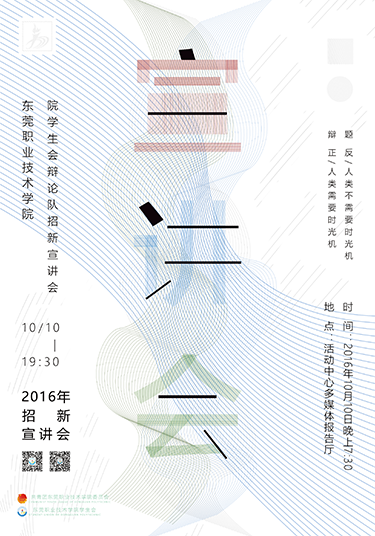 宣
讲
会
东莞职业技术学院
院学生会辩论队招新宣讲会
辩 正/人类需要时光机
题 反/人类不需要时光机
10/10
19:30
2016年
招新
宣讲会
时 间:2016年10月10日晚上7:30
地 点:活动中心多媒体报告厅